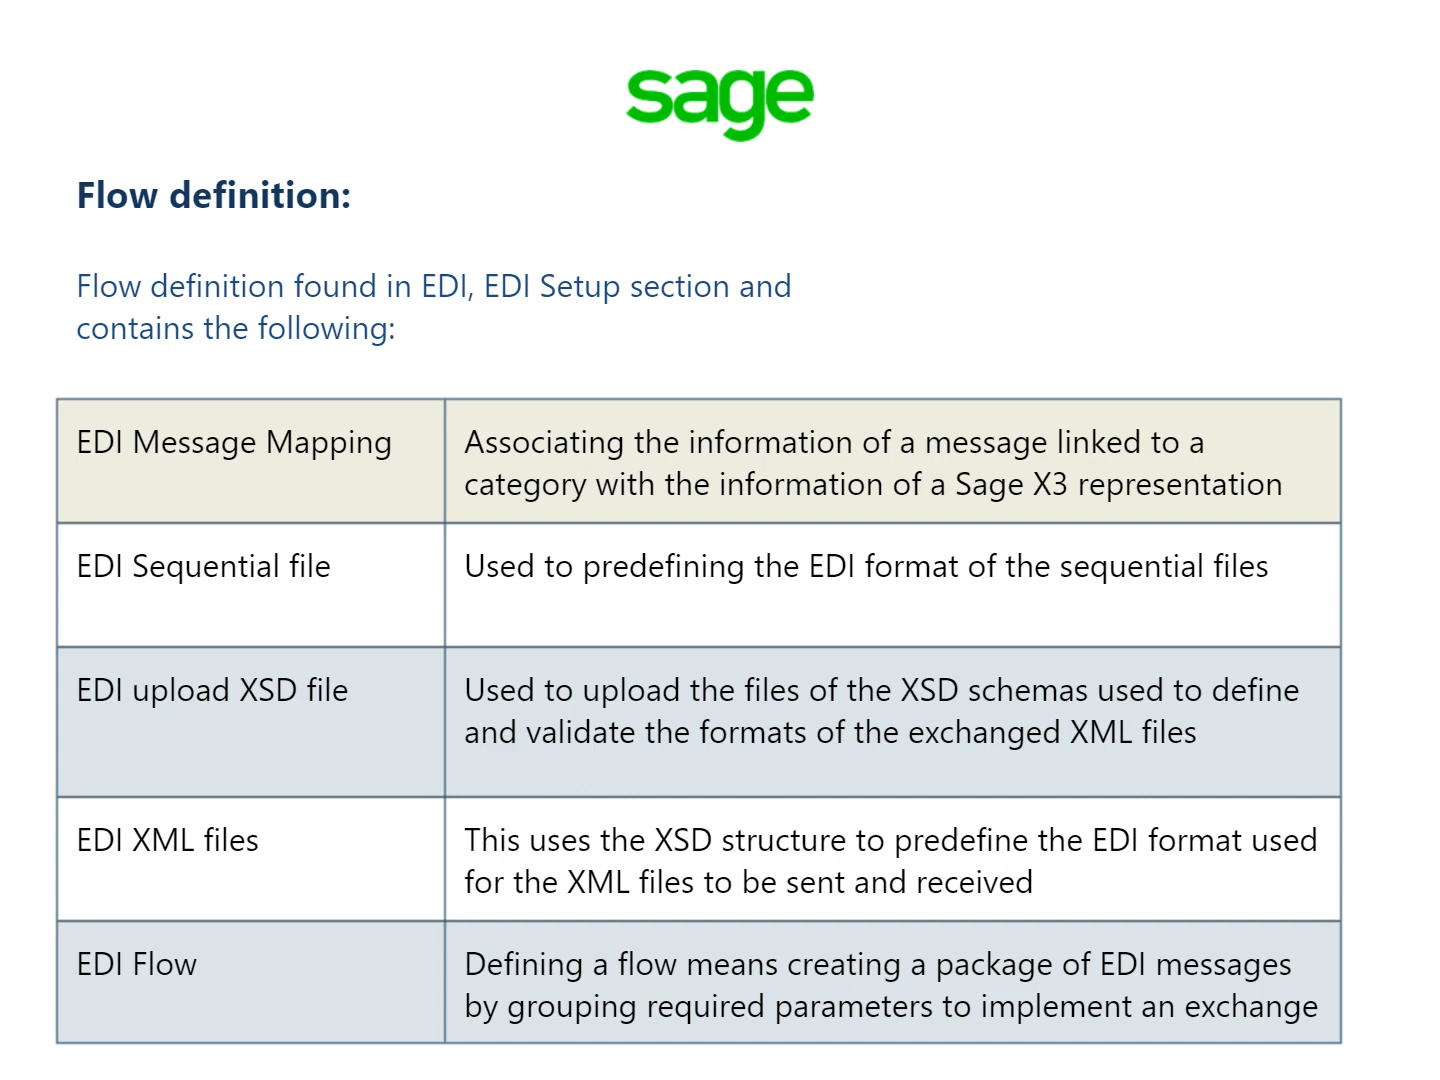 sage
Flow definition:
Flow definition found in EDI, EDI Setup section and
contains the following:
EDI Message Mapping
Associating the information of a message linked to a
category with the information of a Sage X3 representation
EDI Sequential file
Used to predefining the EDI format of the sequential files
EDI upload XSD file
Used to upload the files of the XSD schemas used to define
and validate the formats of the exchanged XML files
EDI XML files
This uses the XSD structure to predefine the EDI format used
for the XML files to be sent and received
EDI Flow
Defining a flow means creating a package of EDI messages
by grouping required parameters to implement an exchange